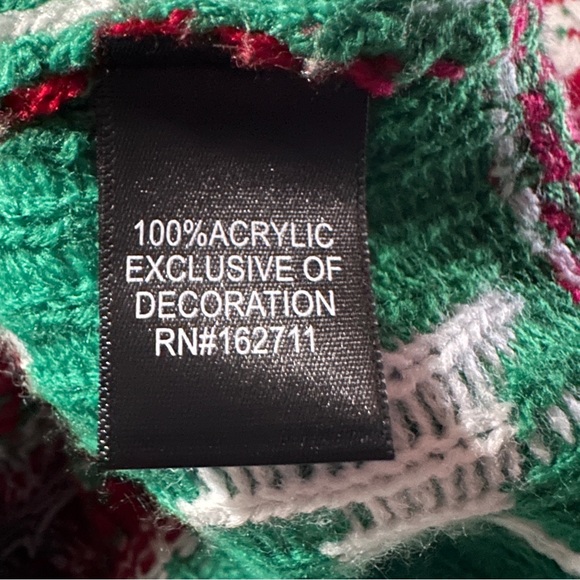 100%ACRYLIC
EXCLUSIVE OF
DECORATION
RN#162711